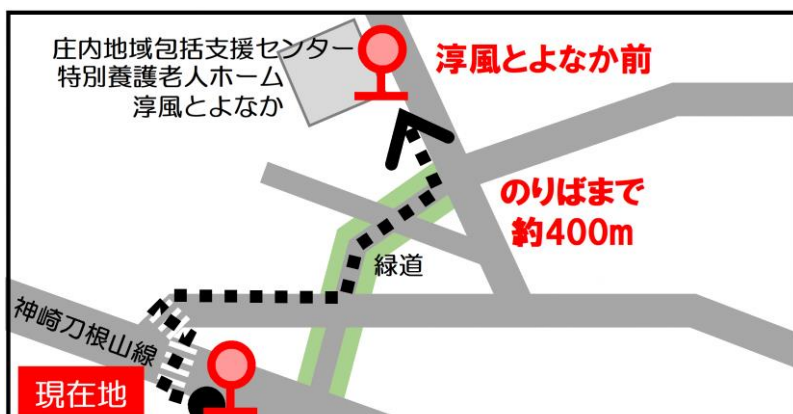 庄内地域包括支援センター
特別養護老人ホーム
淳風とよなか
淳風とよなか前
のりばまで
約400m
緑道
神崎刀根山線
現在地